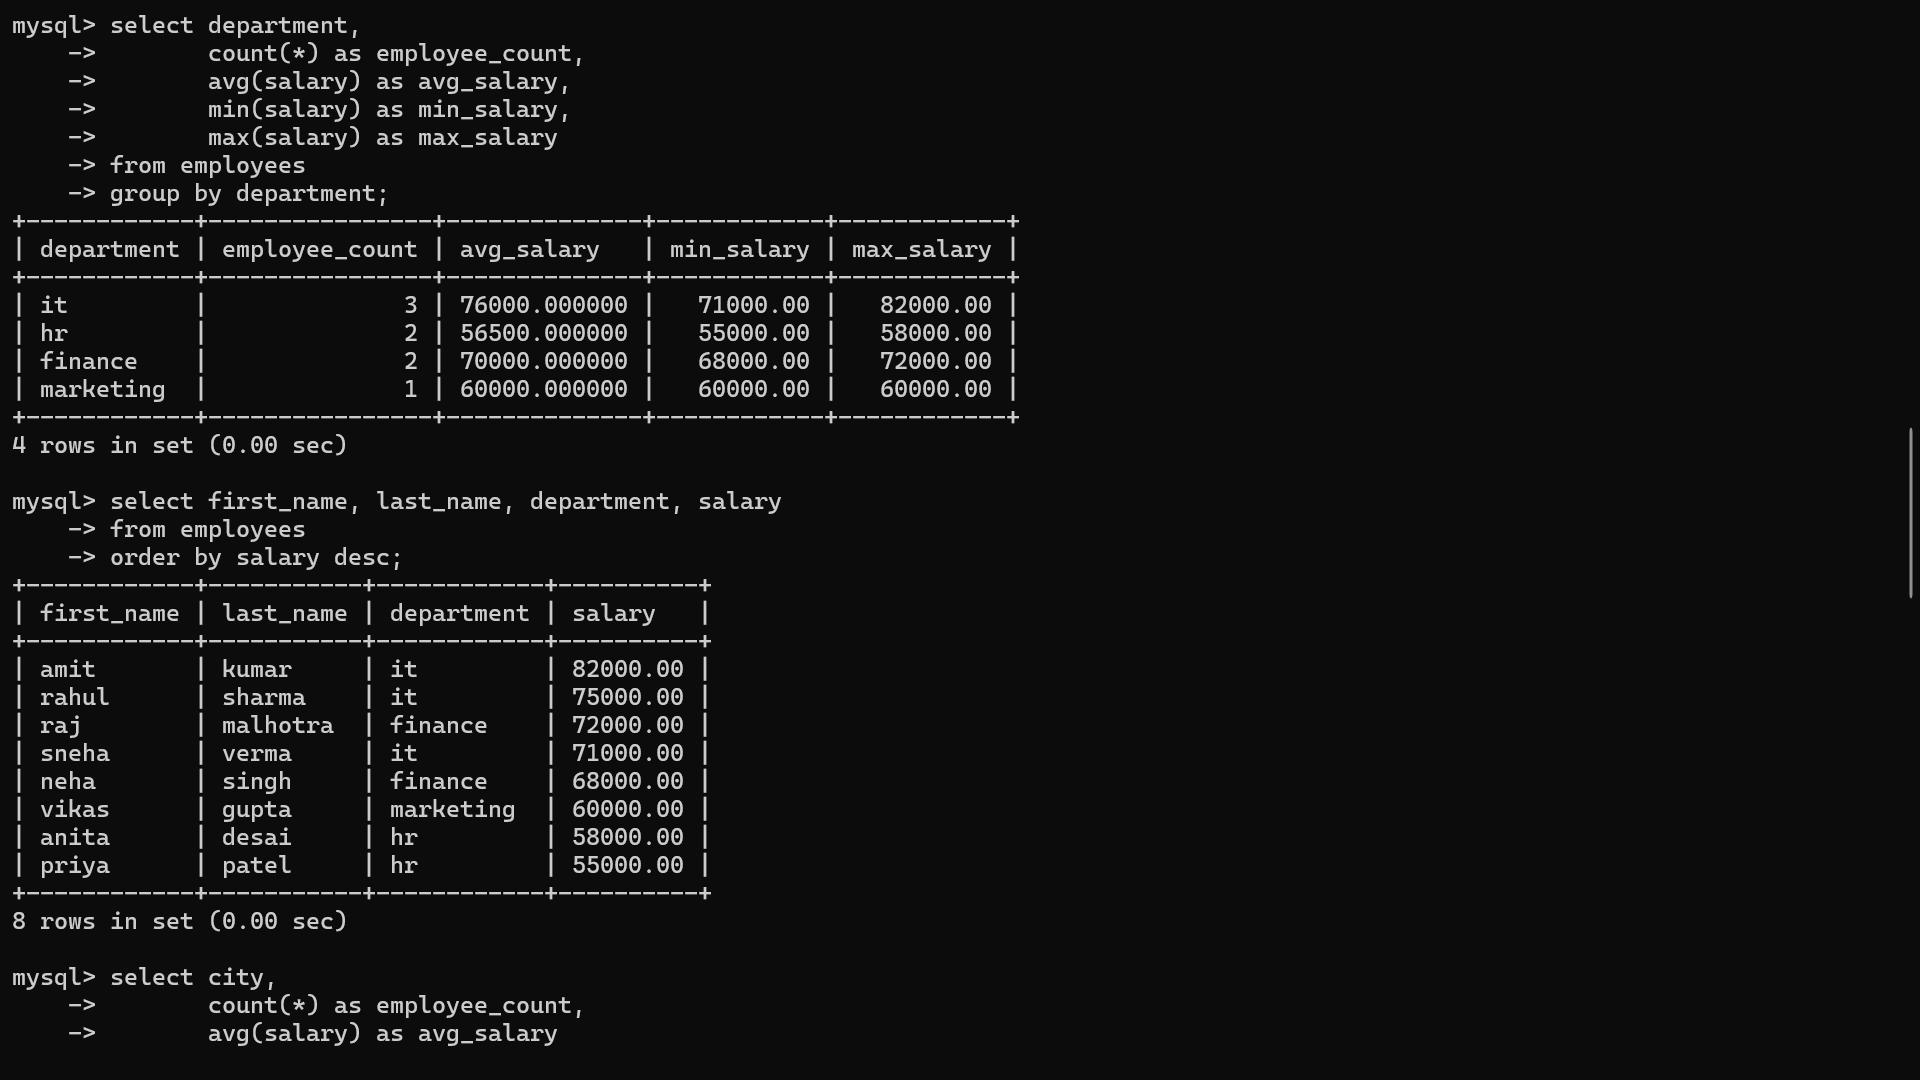 mysql> select department,
    ->        count(*) as employee_count,
    ->        avg(salary) as avg_salary,
    ->        min(salary) as min_salary,
    ->        max(salary) as max_salary
    -> from employees
    -> group by department;
+------------+----------------+--------------+------------+------------+
| department | employee_count | avg_salary   | min_salary | max_salary |
+------------+----------------+--------------+------------+------------+
| it         |              3 | 76000.000000 |   71000.00 |   82000.00 |
| hr         |              2 | 56500.000000 |   55000.00 |   58000.00 |
| finance    |              2 | 70000.000000 |   68000.00 |   72000.00 |
| marketing  |              1 | 60000.000000 |   60000.00 |   60000.00 |
+------------+----------------+--------------+------------+------------+
4 rows in set (0.00 sec)

mysql> select first_name, last_name, department, salary
    -> from employees
    -> order by salary desc;
+------------+-----------+------------+----------+
| first_name | last_name | department | salary   |
+------------+-----------+------------+----------+
| amit       | kumar     | it         | 82000.00 |
| rahul      | sharma    | it         | 75000.00 |
| raj        | malhotra  | finance    | 72000.00 |
| sneha      | verma     | it         | 71000.00 |
| neha       | singh     | finance    | 68000.00 |
| vikas      | gupta     | marketing  | 60000.00 |
| anita      | desai     | hr         | 58000.00 |
| priya      | patel     | hr         | 55000.00 |
+------------+-----------+------------+----------+
8 rows in set (0.00 sec)

mysql> select city,
    ->        count(*) as employee_count,
    ->        avg(salary) as avg_salary